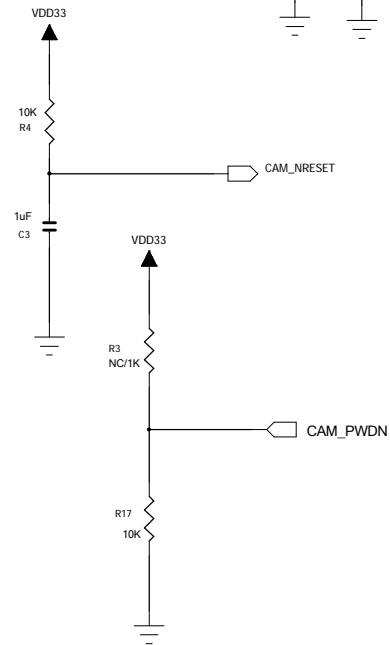 VDD33
10K
R4
CAM_NRESET
1uF
C3
VDD33
R3
NC/1K
CAM_PWDN
R17
10K